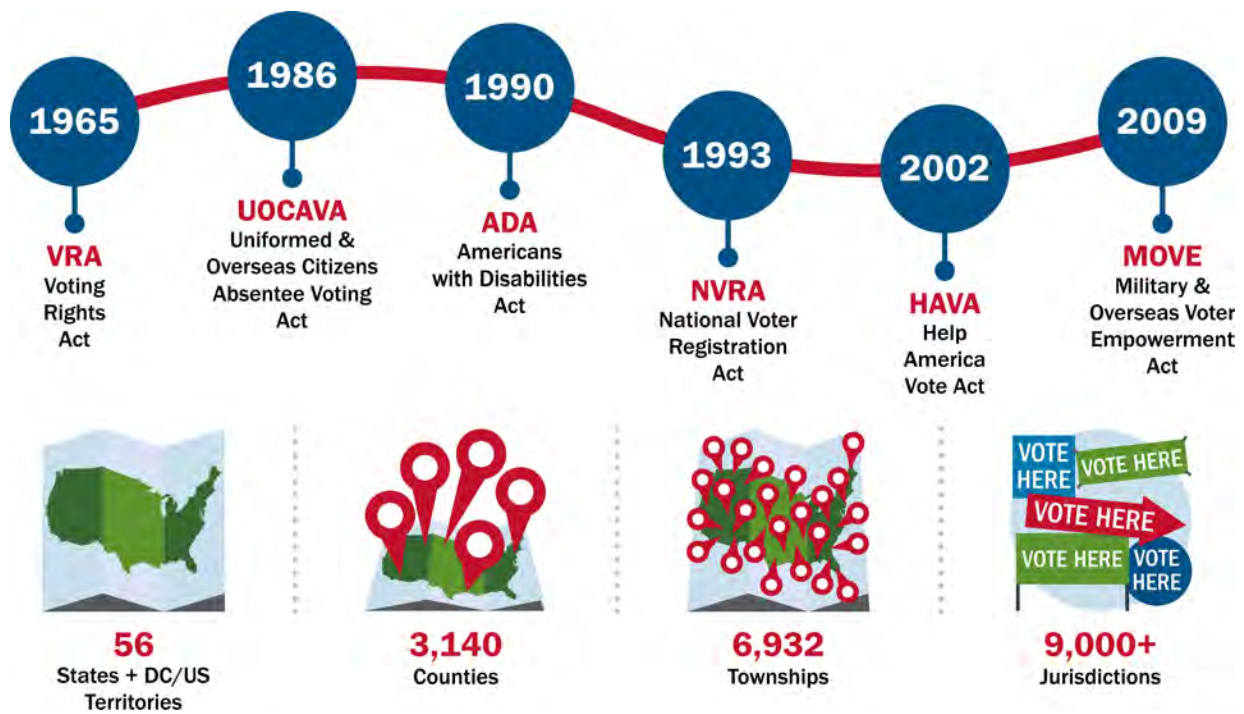 1965
VRA
Voting
Rights
Act
1986
UOCAVA
Uniformed &
Overseas Citizens
Absentee Voting
Act
1990
ADA
Americans
with Disabilities
Act
1993
NVRA
National Voter
Registration
Act
2002
HAVA
Help
America
Vote Act
2009
MOVE
Military &
Overseas Voter
Empowerment
Act
56
States + DC/US
Territories
3,140
Counties
6,932
Townships
VOTE
HERE
VOTE HERE
VOTE HERE
VOTE HERE
VOTE
HERE
9,000+
Jurisdictions